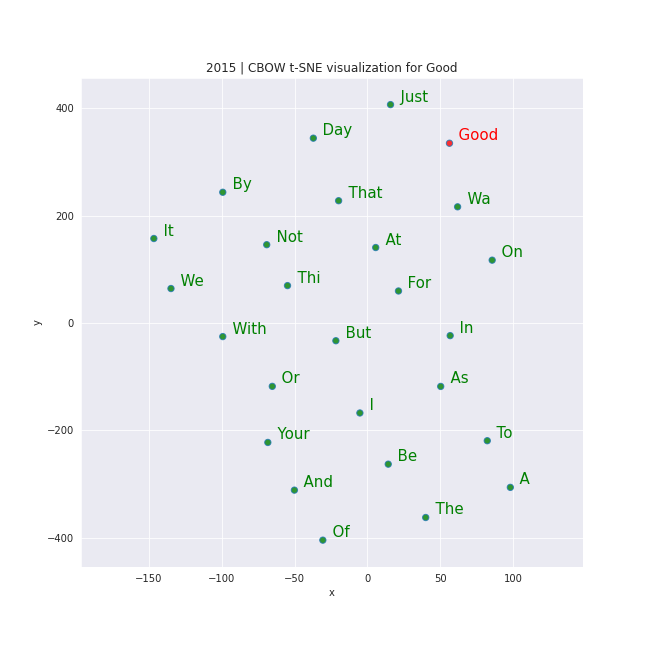 2015 | CBOW t-SNE visualization for Good
400
200
0
−200
−400
y
Just
Day
Good
By
That
Wa
It
Not
At
On
We
Thi
For
With
But
In
Or
As
I
Your
To
Be
And
A
The
Of
−150
−100
−50
0
50
100
x